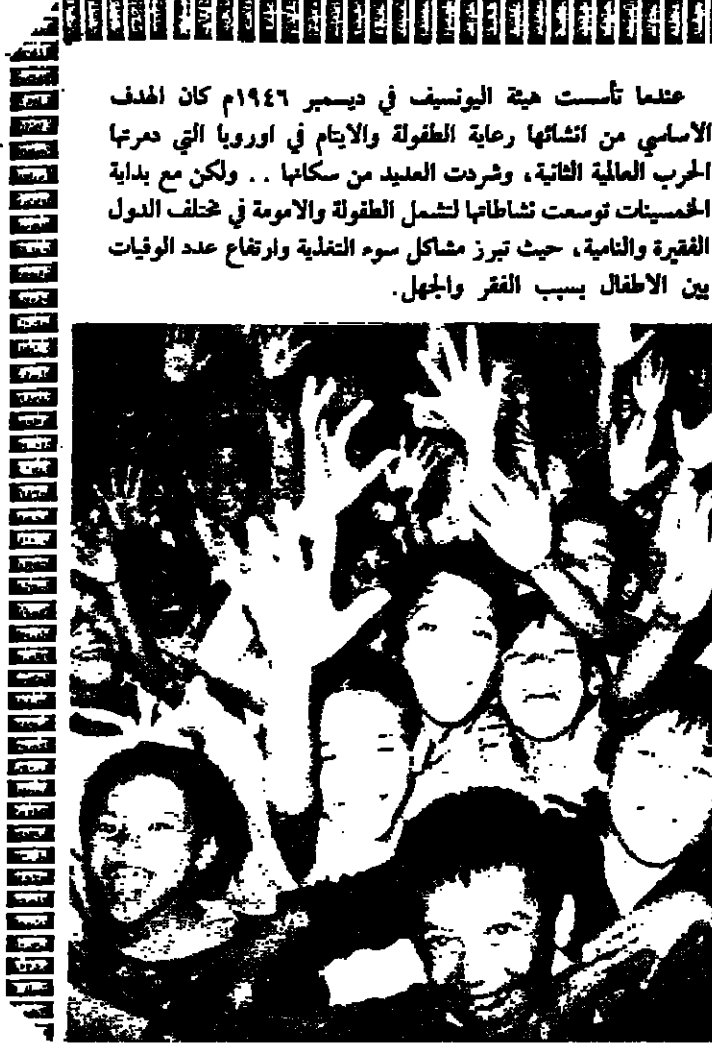 عندما تأسست هيئة اليونسيف في ديسمبر ١٩٤٦م كان الهدف
الاساسي من انشائها رعاية الطفولة والايتام في اوروبا التي دمرتها
الحرب العالمية الثانية، وشردت العديد من سكانها .. ولكن مع بداية
الخمسينات توسعت نشاطاتها لتشمل الطفولة والامومة في مختلف الدول
الفقيرة والنامية، حيث تبرز مشاكل سوء التغذية وارتفاع عدد الوفيات
بين الاطفال بسبب الفقر والجهل.